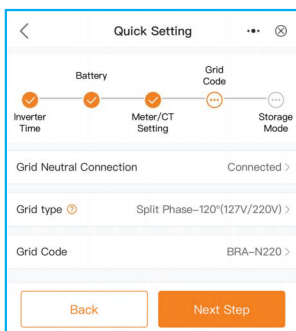 Quick Setting
Battery
Grid
Code
Inverter
Time
Meter/CT
Setting
Storage
Mode
Grid Neutral Connection Connected >
Grid type ? Split Phase–120°(127V/220V) >
Grid Code BRA–N220 >
Back Next Step